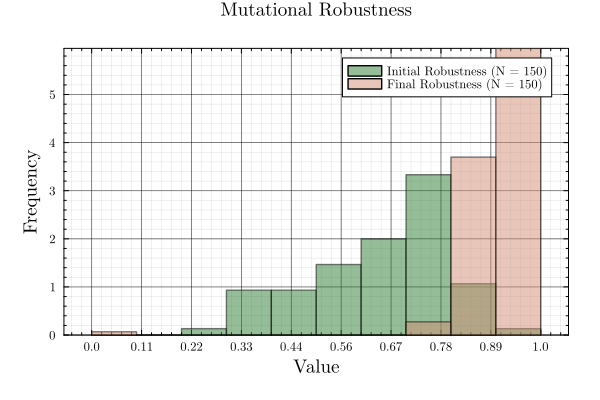 Mutational Robustness
Initial Robustness (N = 150)
Final Robustness (N = 150)
Frequency
5
4
3
2
1
0
0.0 0.11 0.22 0.33 0.44 0.56 0.67 0.78 0.89 1.0
Value